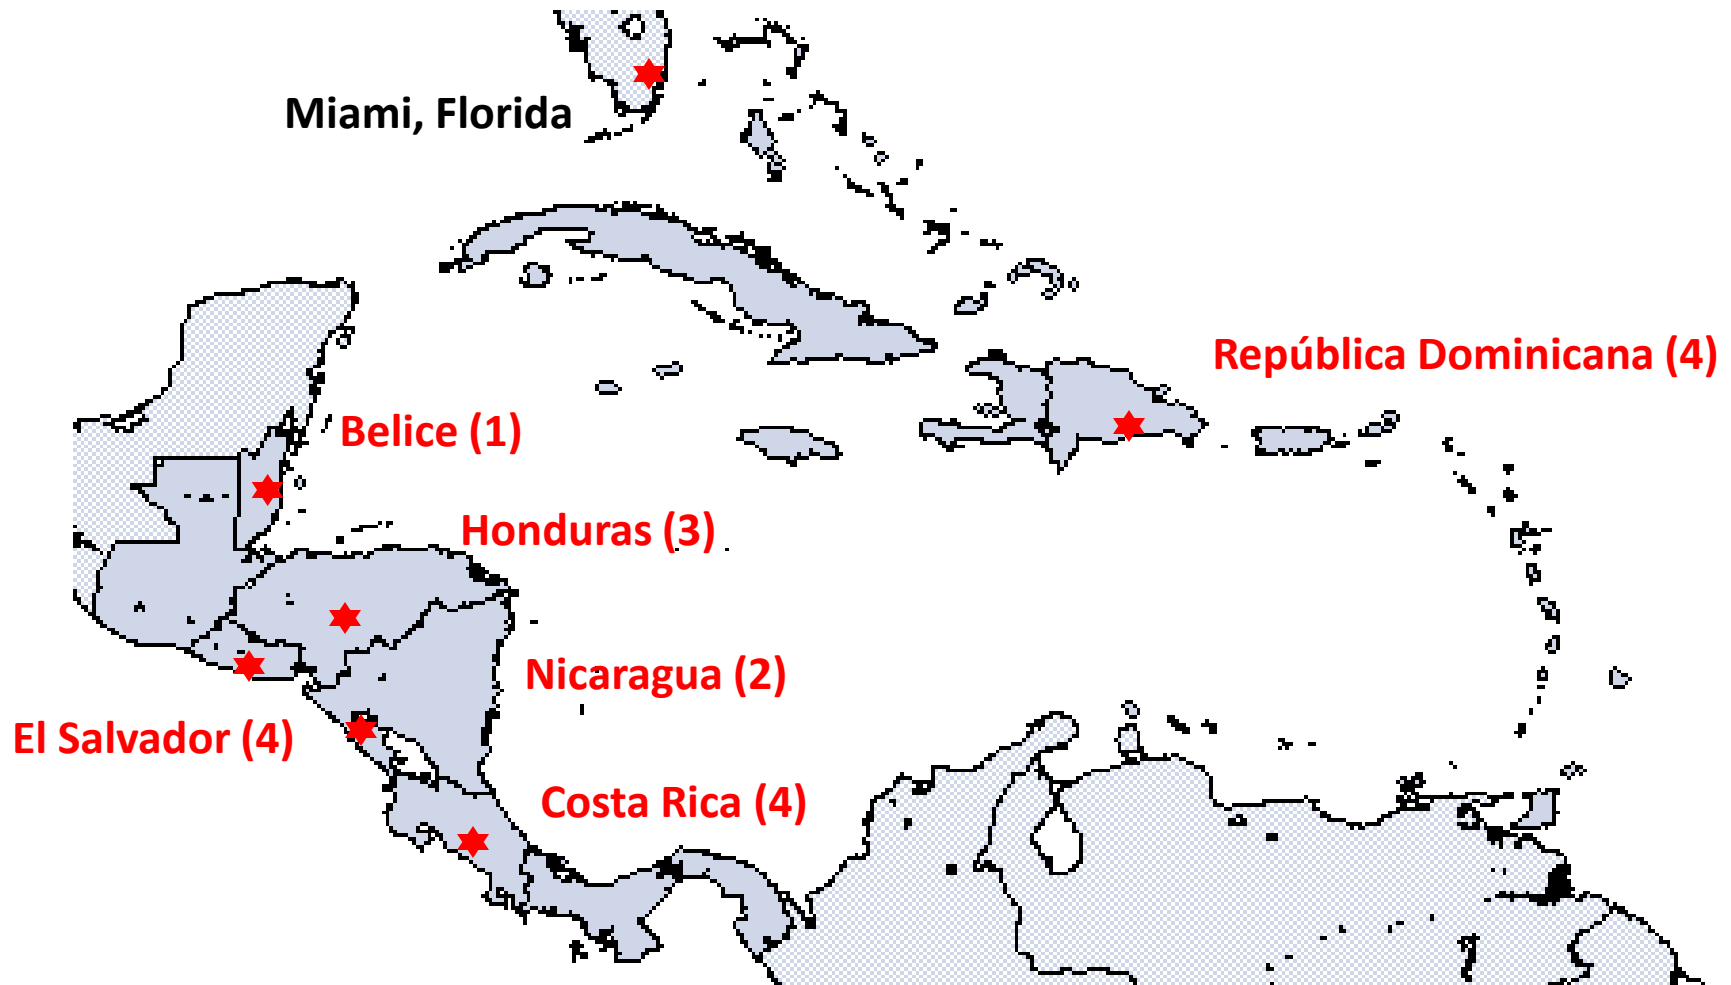 Miami, Florida
República Dominicana (4)
Belice (1)
Honduras (3)
Nicaragua (2)
El Salvador (4)
Costa Rica (4)